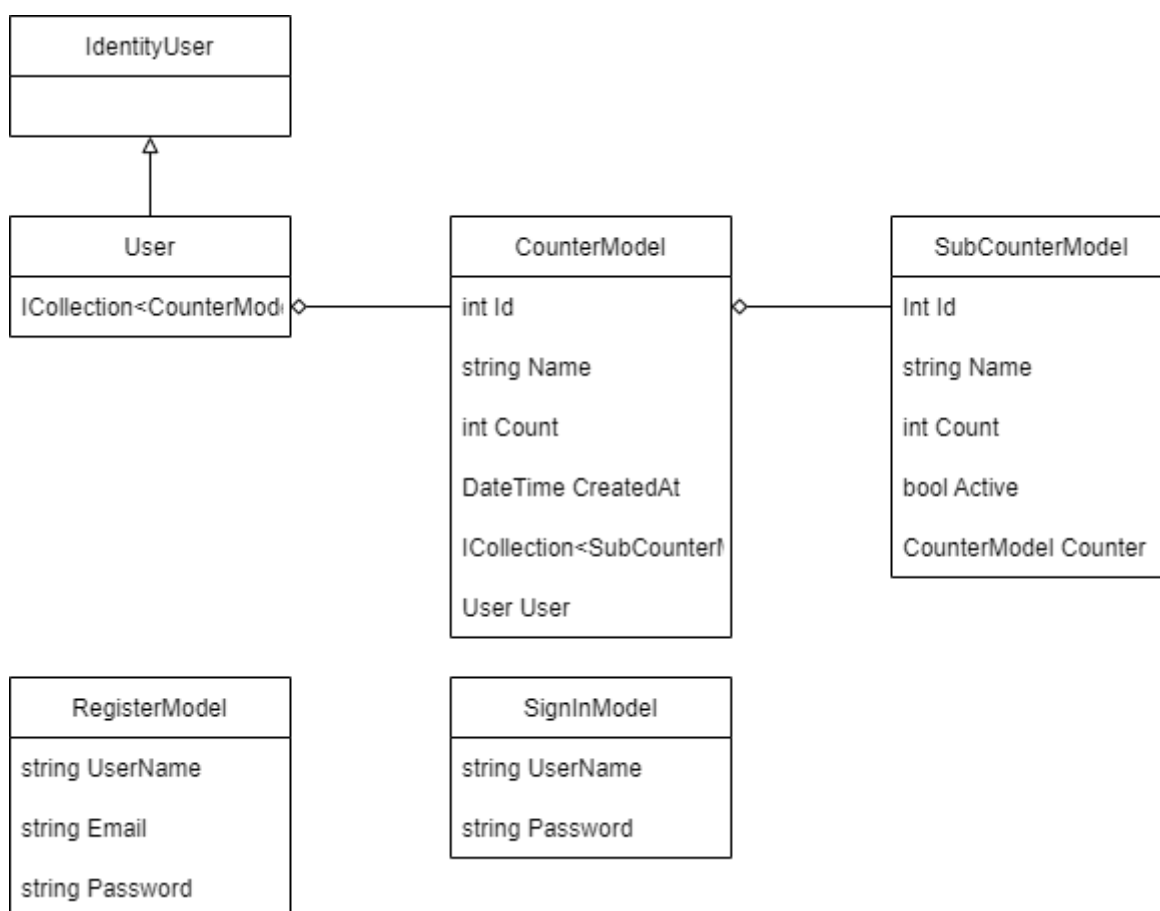 IdentityUser
User
ICollection<CounterMod
CounterModel
int Id
string Name
int Count
DateTime CreatedAt
ICollection<SubCounter
User User
SubCounterModel
Int Id
string Name
int Count
bool Active
CounterModel Counter
RegisterModel
string UserName
string Email
string Password
SignInModel
string UserName
string Password